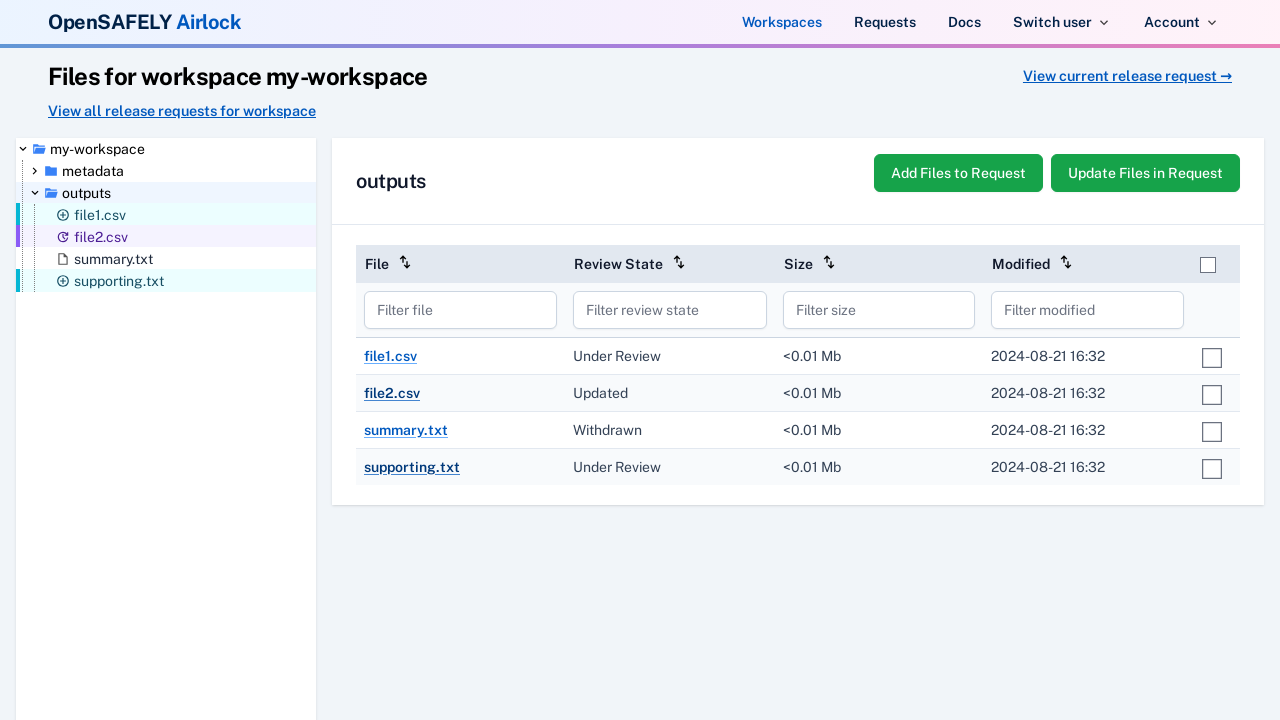 OpenSAFELY Airlock
Workspaces
Requests
Docs
Switch user
Account
Files for workspace my-workspace
View current release request →
View all release requests for workspace
my-workspace
metadata
outputs
file1.csv
file2.csv
summary.txt
supporting.txt
outputs
Add Files to Request
Update Files in Request
File Review State Size Modified
Filter file Filter review state Filter size Filter modified
file1.csv Under Review <0.01 Mb 2024-08-21 16:32
file2.csv Updated <0.01 Mb 2024-08-21 16:32
summary.txt Withdrawn <0.01 Mb 2024-08-21 16:32
supporting.txt Under Review <0.01 Mb 2024-08-21 16:32